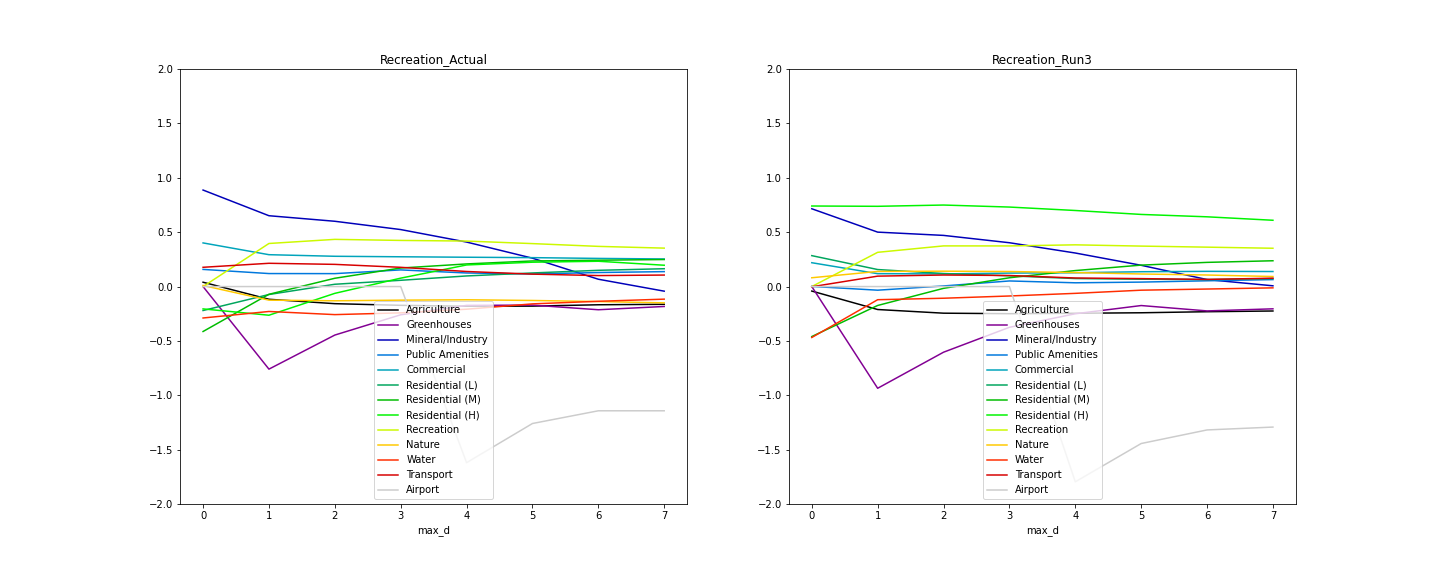 Recreation_Actual
2.0
1.5
1.0
0.5
0.0
−0.5
−1.0
−1.5
−2.0
0 1 2 3 4 5 6 7
max_d
Agriculture
Greenhouses
Mineral/Industry
Public Amenities
Commercial
Residential (L)
Residential (M)
Residential (H)
Recreation
Nature
Water
Transport
Airport
Recreation_Run3
2.0
1.5
1.0
0.5
0.0
−0.5
−1.0
−1.5
−2.0
0 1 2 3 4 5 6 7
max_d
Agriculture
Greenhouses
Mineral/Industry
Public Amenities
Commercial
Residential (L)
Residential (M)
Residential (H)
Recreation
Nature
Water
Transport
Airport